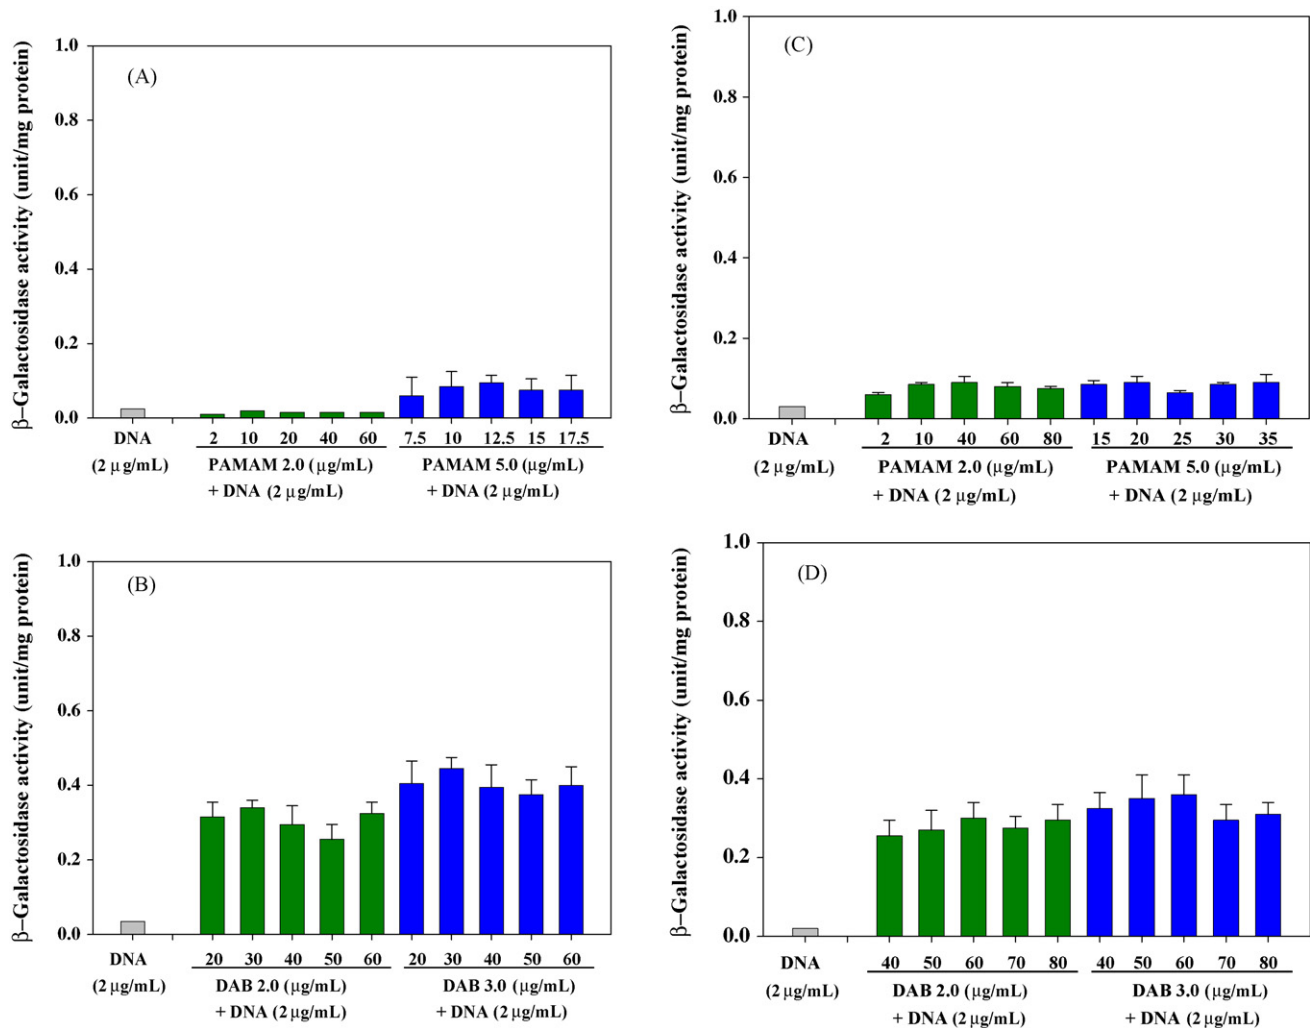 (A)
β–Galactosidase activity (unit/mg protein)
1.0
0.8
0.6
0.4
0.2
0.0
DNA
(2 μg/mL)
2 10 20 40 60
PAMAM 2.0 (μg/mL)
+ DNA (2 μg/mL)
7.5 10 12.5 15 17.5
PAMAM 5.0 (μg/mL)
+ DNA (2 μg/mL)
(C)
β–Galactosidase activity (unit/mg protein)
1.0
0.8
0.6
0.4
0.2
0.0
DNA
(2 μg/mL)
2 10 40 60 80
PAMAM 2.0 (μg/mL)
+ DNA (2 μg/mL)
15 20 25 30 35
PAMAM 5.0 (μg/mL)
+ DNA (2 μg/mL)
(B)
β–Galactosidase activity (unit/mg protein)
1.0
0.8
0.6
0.4
0.2
0.0
DNA
(2 μg/mL)
20 30 40 50 60
DAB 2.0 (μg/mL)
+ DNA (2 μg/mL)
20 30 40 50 60
DAB 3.0 (μg/mL)
+ DNA (2 μg/mL)
(D)
β–Galactosidase activity (unit/mg protein)
1.0
0.8
0.6
0.4
0.2
0.0
DNA
(2 μg/mL)
40 50 60 70 80
DAB 2.0 (μg/mL)
+ DNA (2 μg/mL)
40 50 60 70 80
DAB 3.0 (μg/mL)
+ DNA (2 μg/mL)